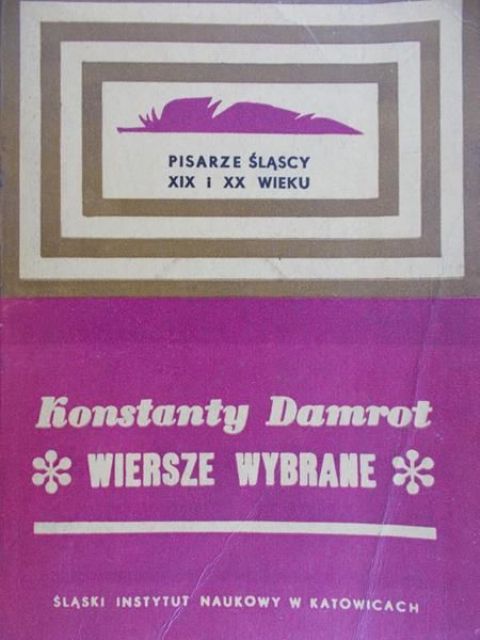 PISARZE ŚLĄSCY
XIX i XX WIEKU
Konstanty Damrot
WIERSZE WYBRANE
ŚLĄSKI INSTYTUT NAUKOWY W KATOWICACH